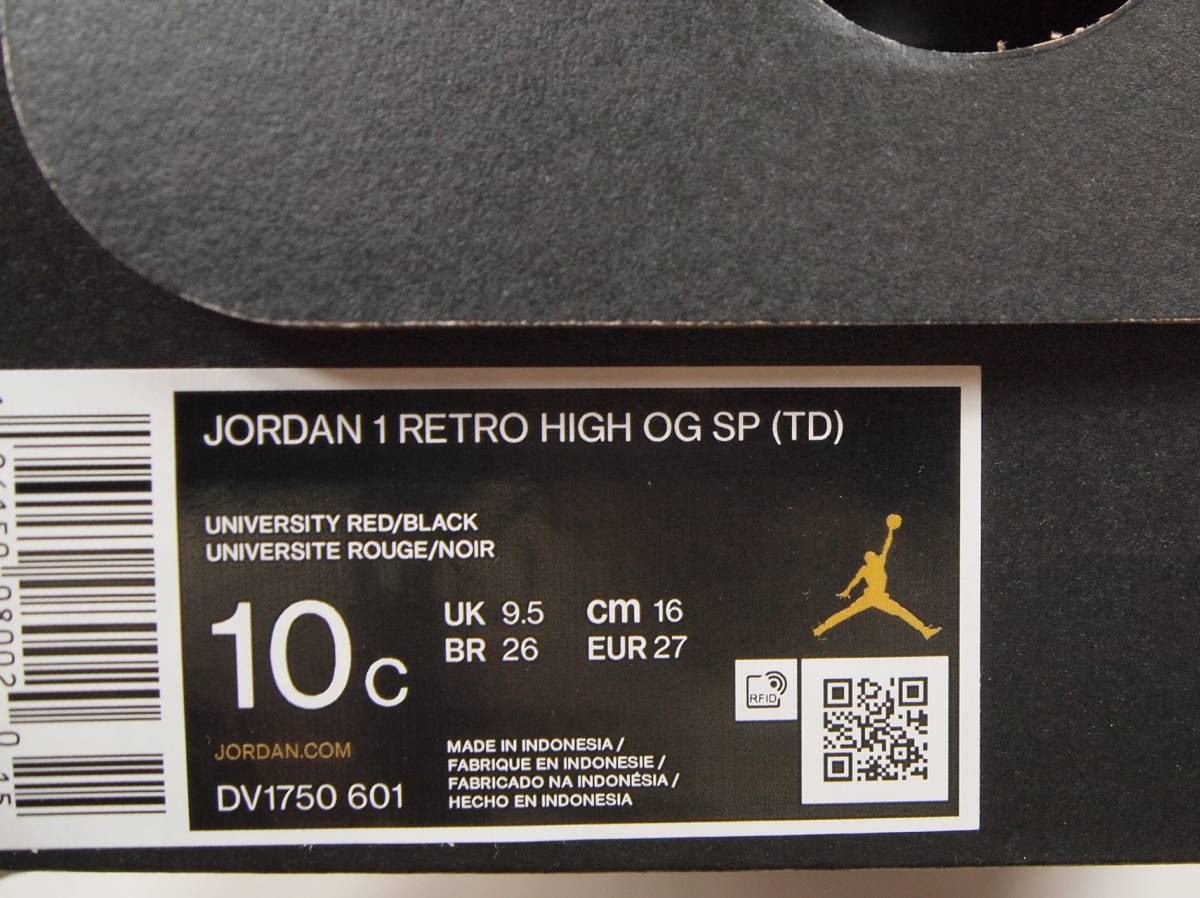 JORDAN 1 RETRO HIGH OG SP (TD)
UNIVERSITY RED/BLACK
UNIVERSITE ROUGE/NOIR
10 C
UK 9.5 cm 16
BR 26 EUR 27
RFID
JORDAN.COM
DV1750 601
MADE IN INDONESIA /
FABRIQUE EN INDONESIE /
FABRICADO NA INDONÉSIA /
HECHO EN INDONESIA